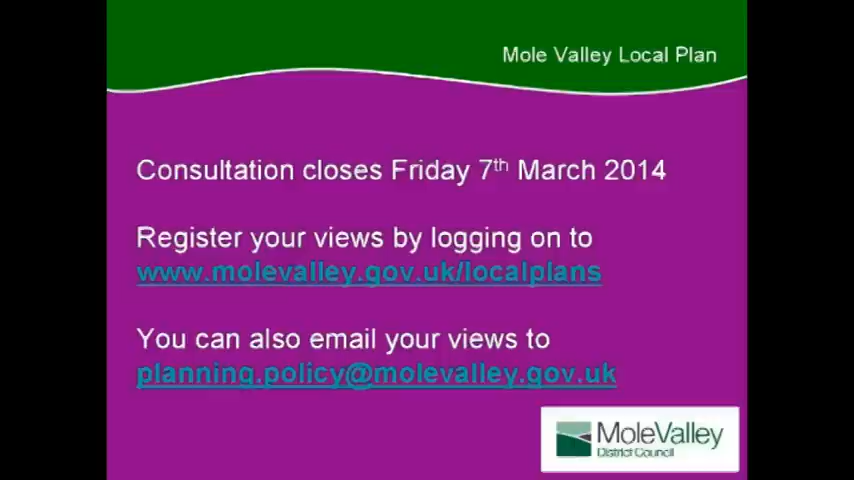 Mole Valley Local Plan
Consultation closes Friday 7th March 2014
Register your views by logging on to
www.molevalley.gov.uk/localplans
You can also email your views to
planning.policy@molevalley.gov.uk
MoleValley
District Council